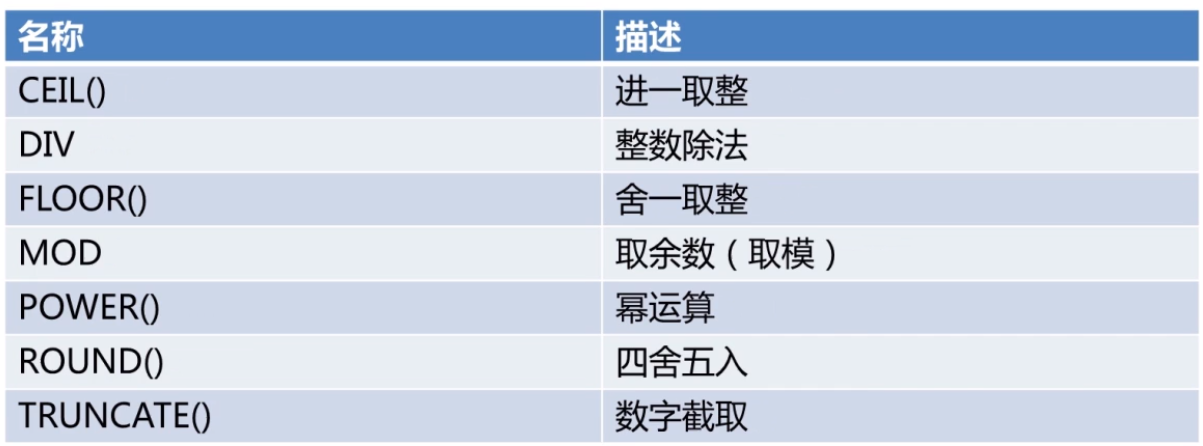 名称 描述
CEIL() 进一取整
DIV 整数除法
FLOOR() 舍一取整
MOD 取余数（取模）
POWER() 幂运算
ROUND() 四舍五入
TRUNCATE() 数字截取